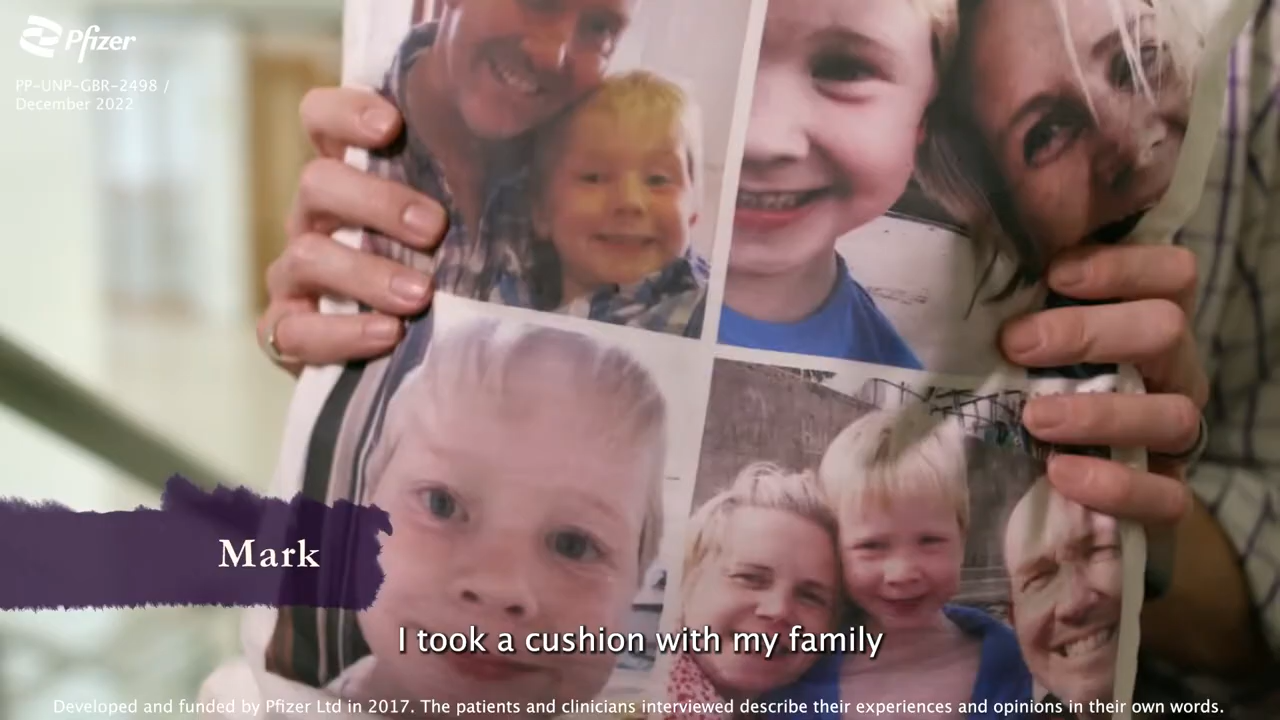 Pfizer
PP-UNP-GBR-2498 /
December 2022
Mark
I took a cushion with my family
Developed and funded by Pfizer Ltd in 2017. The patients and clinicians interviewed describe their experiences and opinions in their own words.